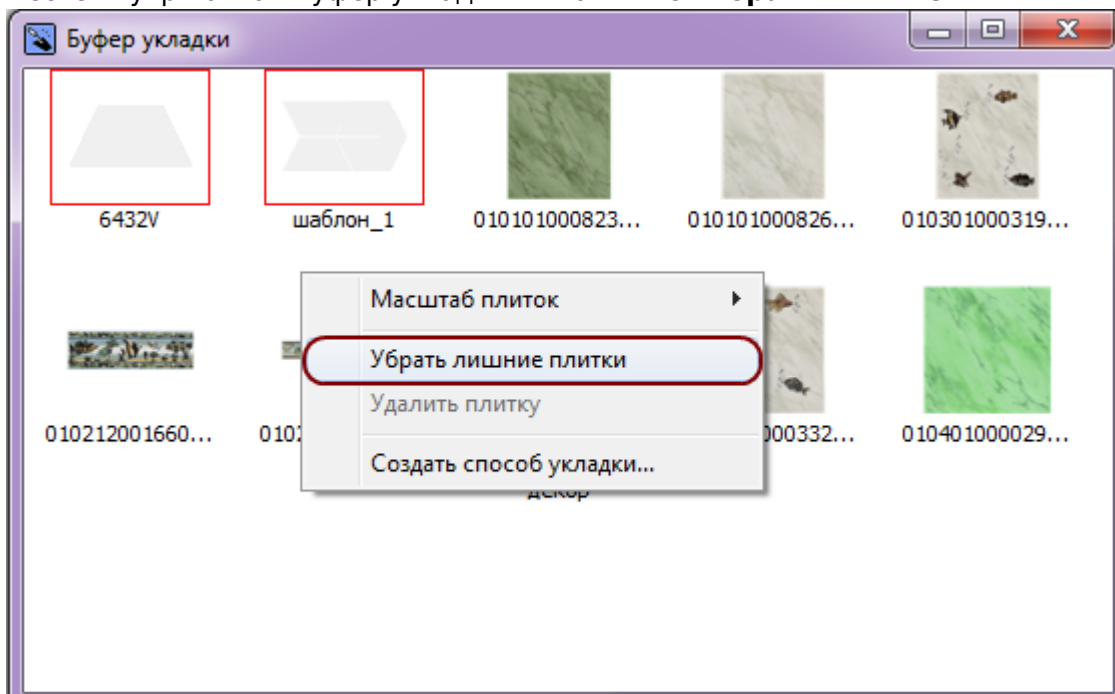 Буфер укладки
6432V
шаблон_1
010101000823...
010101000826...
010301000319...
Масштаб плиток
Убрать лишние плитки
Удалить плитку
Создать способ укладки...
010212001660...
000332...
010401000029...
декор